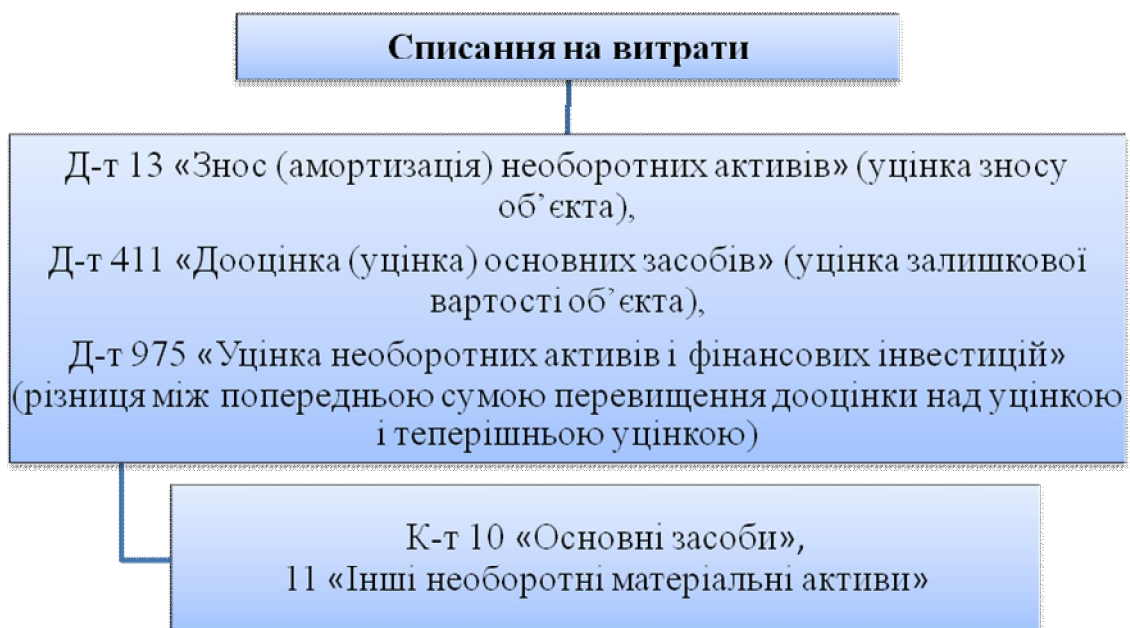 Списання на витрати
Д-т 13 «Знос (амортизація) необоротних активів» (уцінка зносу
об’єкта),
Д-т 411 «Дооцінка (уцінка) основних засобів» (уцінка залишкової
вартості об’єкта),
Д-т 975 «Уцінка необоротних активів і фінансових інвестицій»
(різниця між попередньою сумою перевищення дооцінки над уцінкою
і теперішньою уцінкою)
К-т 10 «Основні засоби»,
11 «Інші необоротні матеріальні активи»